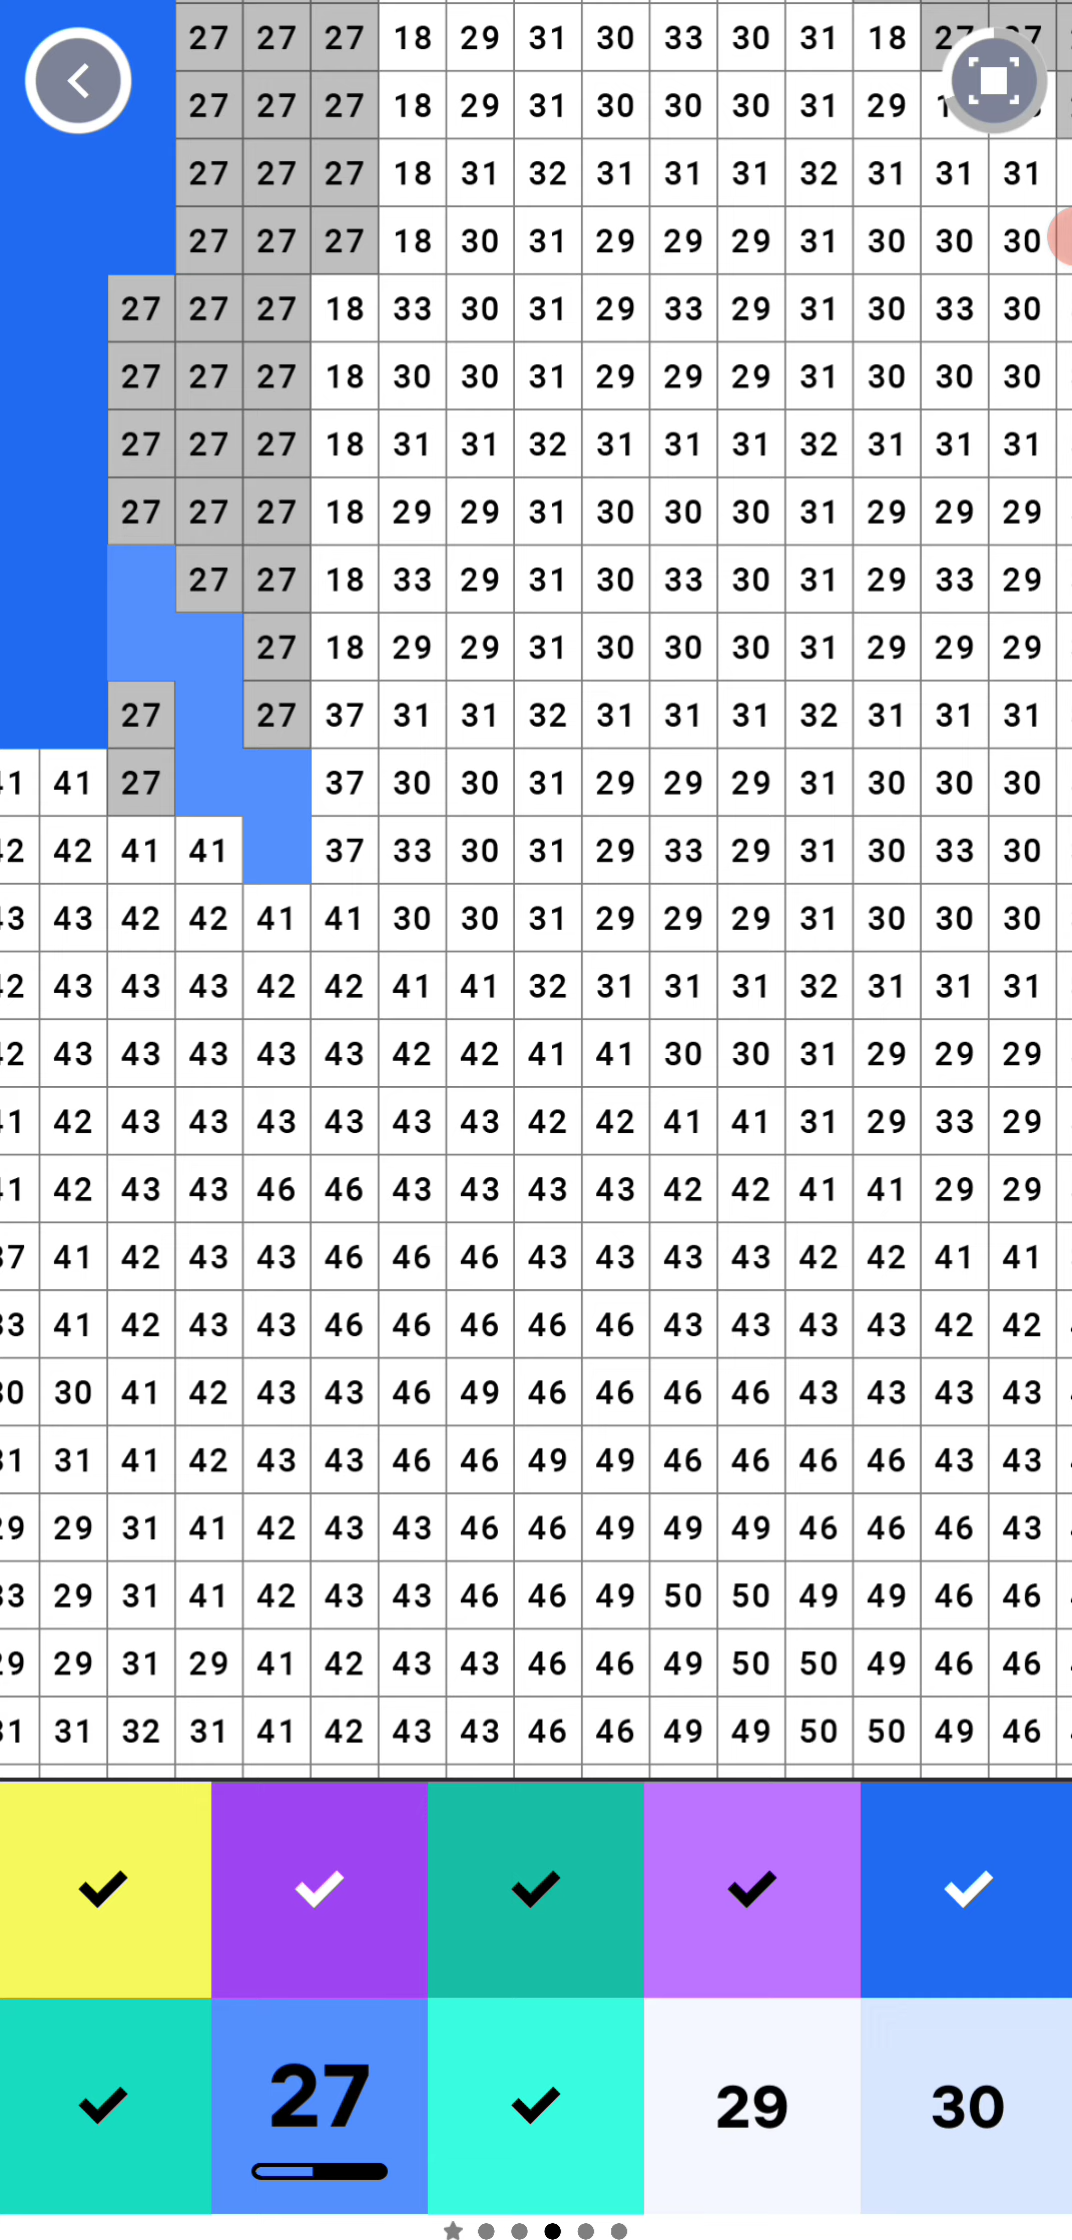 27 27 27 18 29 31 30 33 30 31 18 27 27
27 27 27 18 29 31 30 30 30 31 29
27 27 27 18 31 32 31 31 31 32 31 31 31
27 27 27 18 30 31 29 29 29 31 30 30 30
27 27 27 18 33 30 31 29 33 29 31 30 33 30
27 27 27 18 30 30 31 29 29 29 31 30 30 30
27 27 27 18 31 31 32 31 31 31 32 31 31 31
27 27 27 18 29 29 31 30 30 30 31 29 29 29
27 27 18 33 29 31 30 33 30 31 29 33 29
27 18 29 29 31 30 30 30 31 29 29 29
27 27 37 31 31 32 31 31 31 32 31 31 31
41 41 27 37 30 30 31 29 29 29 31 30 30 30
42 42 41 41 37 33 30 31 29 33 29 31 30 33 30
43 43 42 42 41 41 30 30 31 29 29 29 31 30 30 30
42 43 43 43 42 42 41 41 32 31 31 31 32 31 31 31
42 43 43 43 43 43 42 42 41 41 30 30 31 29 29 29
41 42 43 43 43 43 43 43 42 42 41 41 31 29 33 29
41 42 43 43 46 46 43 43 43 43 42 42 41 41 29 29
37 41 42 43 43 46 46 46 43 43 43 43 42 42 41 41
33 41 42 43 43 46 46 46 46 46 43 43 43 43 42 42
30 30 41 42 43 43 46 49 46 46 46 46 43 43 43 43
31 31 41 42 43 43 46 46 49 49 46 46 46 46 43 43
29 29 31 41 42 43 43 46 46 49 49 49 46 46 46 43
33 29 31 41 42 43 43 46 46 49 50 50 49 49 46 46
29 29 31 29 41 42 43 43 46 46 49 50 50 49 46 46
31 31 32 31 41 42 43 43 46 46 49 49 50 50 49 46
27 29 30